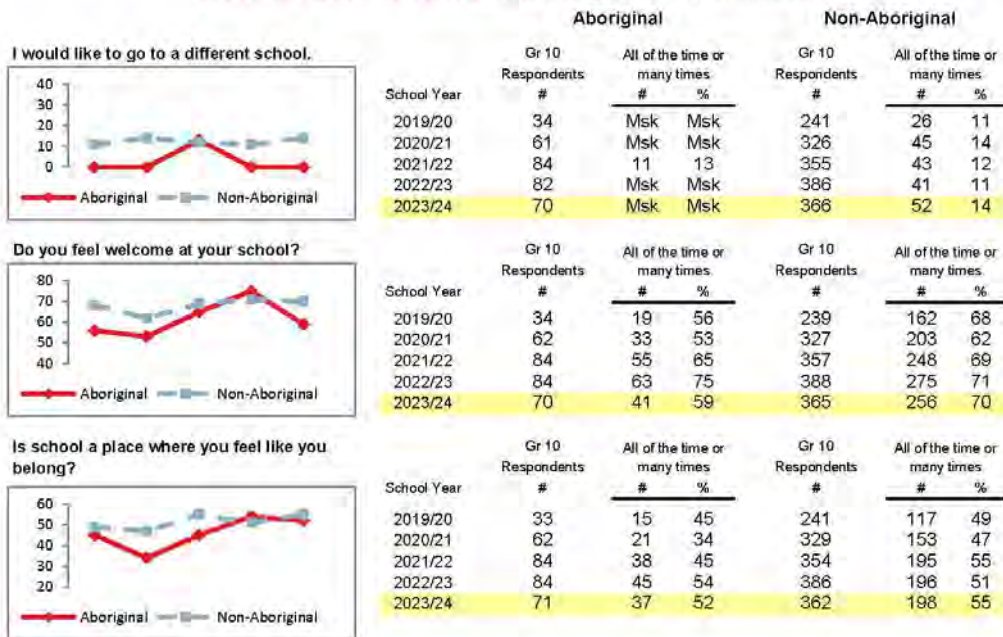 Aboriginal Non-Aboriginal
I would like to go to a different school.
40
30
20
10
0
Aboriginal Non-Aboriginal
Gr 10 All of the time or Gr 10 All of the time or
Respondents many times Respondents many times
School Year # # % # # %
2019/20 34 Msk Msk 241 26 11
2020/21 61 Msk Msk 326 45 14
2021/22 84 11 13 355 43 12
2022/23 82 Msk Msk 386 41 11
2023/24 70 Msk Msk 366 52 14
Do you feel welcome at your school?
80
70
60
50
40
Aboriginal Non-Aboriginal
Gr 10 All of the time or Gr 10 All of the time or
Respondents many times Respondents many times
School Year # # % # # %
2019/20 34 19 56 239 162 68
2020/21 62 33 53 327 203 62
2021/22 84 55 65 357 248 69
2022/23 84 63 75 388 275 71
2023/24 70 41 59 365 256 70
Is school a place where you feel like you
belong?
60
50
40
30
20
Aboriginal Non-Aboriginal
Gr 10 All of the time or Gr 10 All of the time or
Respondents many times Respondents many times
School Year # # % # # %
2019/20 33 15 45 241 117 49
2020/21 62 21 34 329 153 47
2021/22 84 38 45 354 195 55
2022/23 84 45 54 386 196 51
2023/24 71 37 52 362 198 55